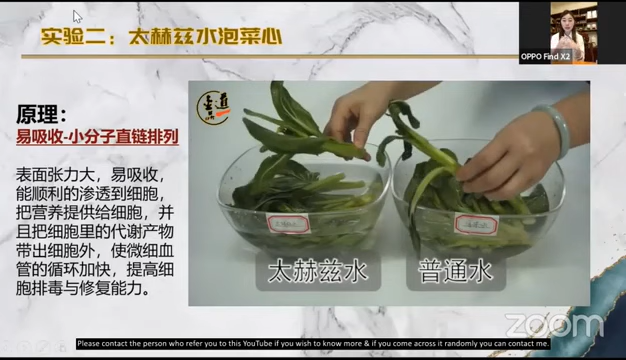 实验二：太赫兹水泡菜心
OPPO Find X2
原理：
易吸收-小分子直链排列
表面张力大，易吸收，
能顺利的渗透到细胞，
把营养提供给细胞，并
且把细胞里的代谢产物
带出细胞外，使微细血
管的循环加快，提高细
胞排毒与修复能力。
太赫兹水
普通水
zoom
Please contact the person who refer you to this YouTube if you wish to know more & if you come across it randomly you can contact me.